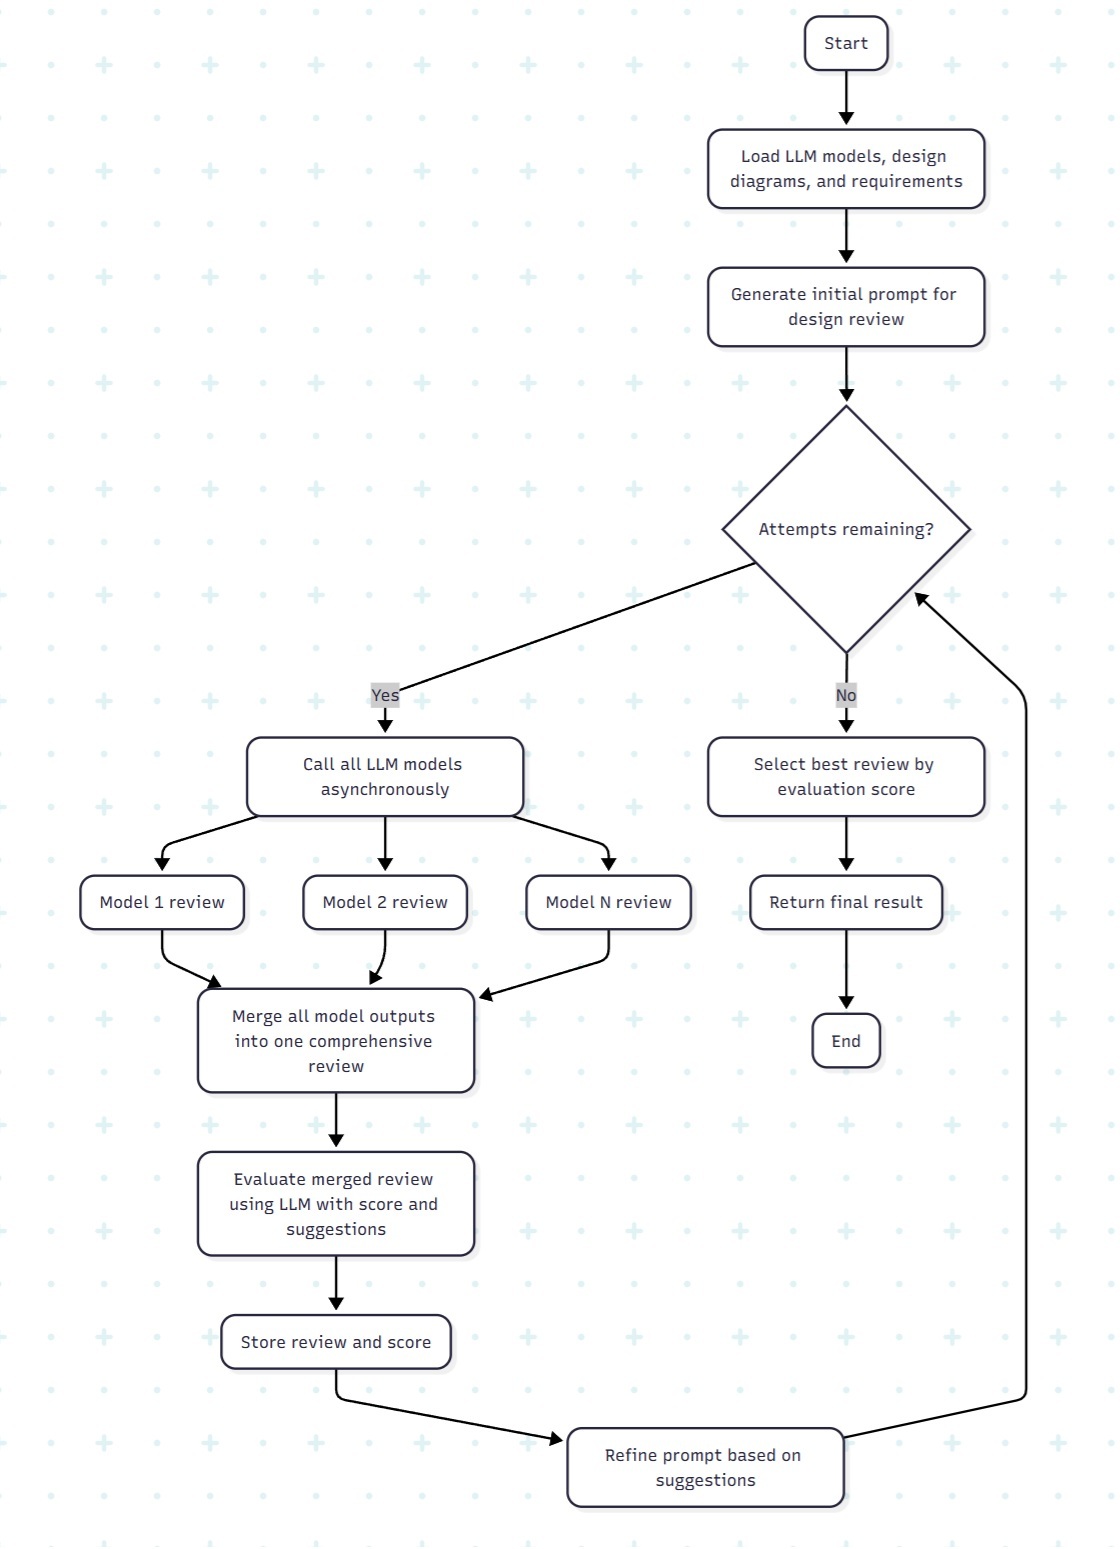 Start
Load LLM models, design
diagrams, and requirements
Generate initial prompt for
design review
Attempts remaining?
Yes
No
Call all LLM models
asynchronously
Select best review by
evaluation score
Model 1 review
Model 2 review
Model N review
Return final result
Merge all model outputs
into one comprehensive
review
End
Evaluate merged review
using LLM with score and
suggestions
Store review and score
Refine prompt based on
suggestions